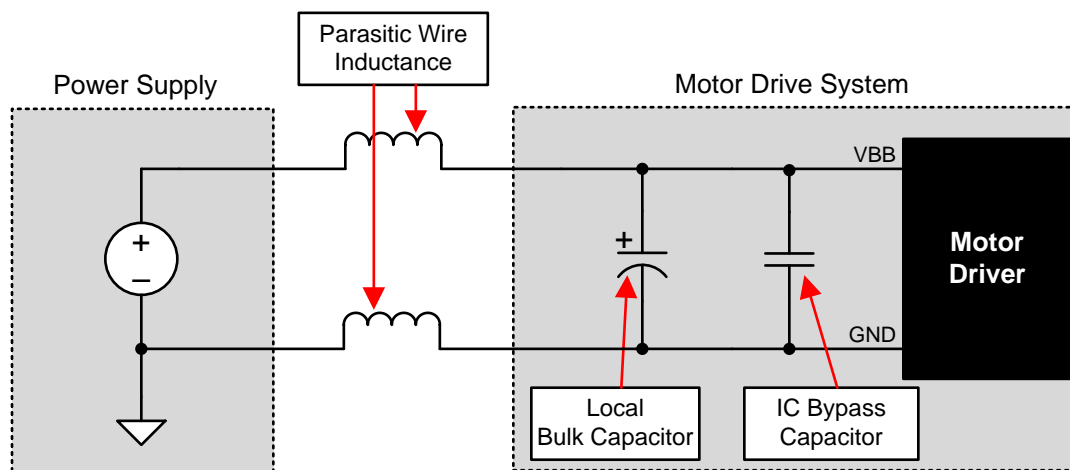 Parasitic Wire
Inductance
Power Supply
Motor Drive System
VBB
+
–
+
Motor
Driver
GND
Local
Bulk Capacitor
IC Bypass
Capacitor